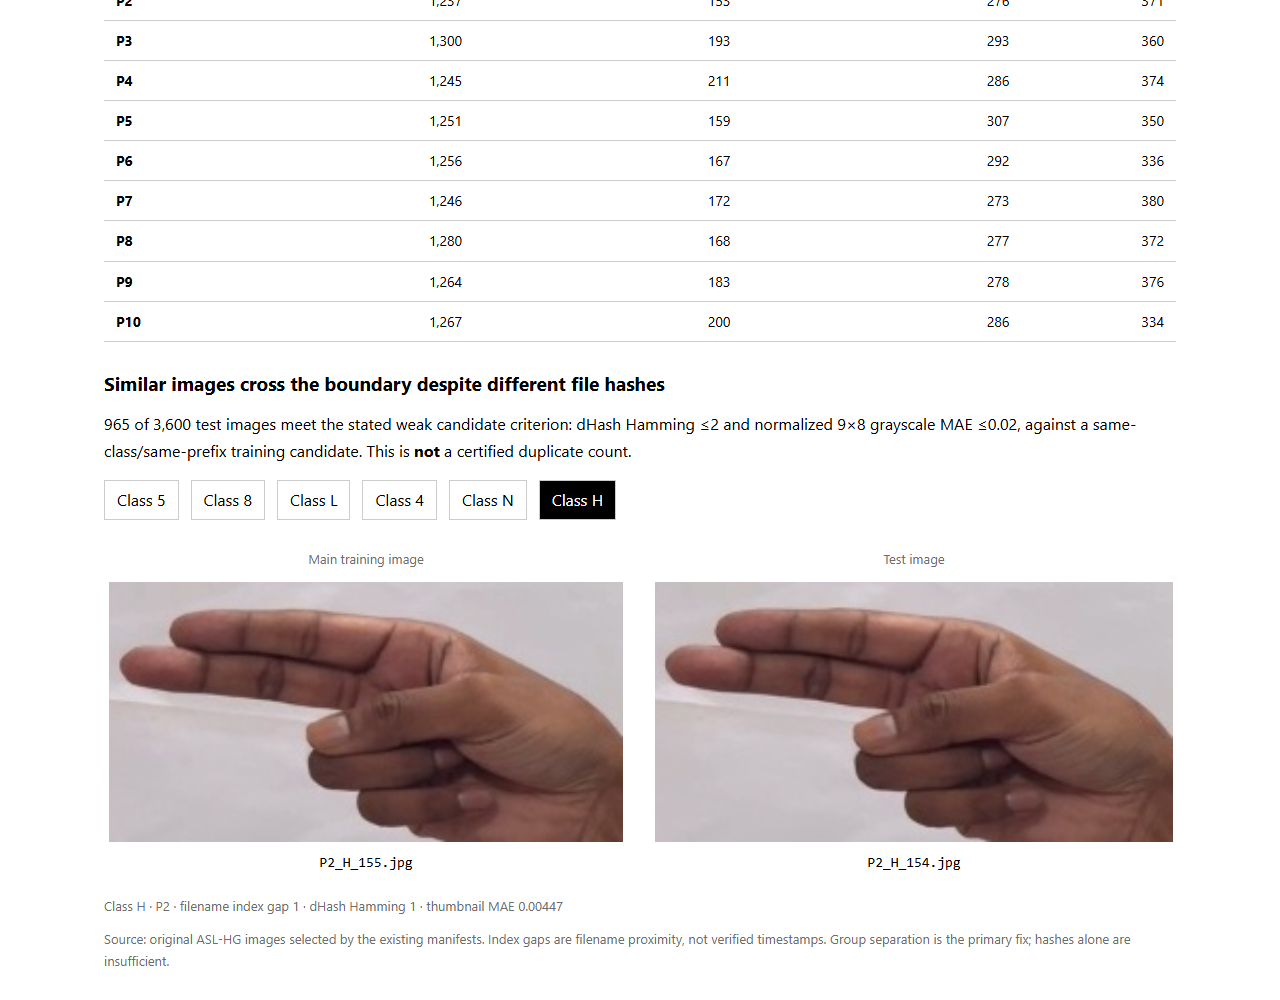 P2 1,237 153 276 371
P3 1,300 193 293 360
P4 1,245 211 286 374
P5 1,251 159 307 350
P6 1,256 167 292 336
P7 1,246 172 273 380
P8 1,280 168 277 372
P9 1,264 183 278 376
P10 1,267 200 286 334
Similar images cross the boundary despite different file hashes
965 of 3,600 test images meet the stated weak candidate criterion: dHash Hamming ≤2 and normalized 9×8 grayscale MAE ≤0.02, against a same-
class/same-prefix training candidate. This is not a certified duplicate count.
Class 5 Class 8 Class L Class 4 Class N Class H
Main training image Test image
P2_H_155.jpg P2_H_154.jpg
Class H · P2 · filename index gap 1 · dHash Hamming 1 · thumbnail MAE 0.00447
Source: original ASL-HG images selected by the existing manifests. Index gaps are filename proximity, not verified timestamps. Group separation is the primary fix; hashes alone are
insufficient.